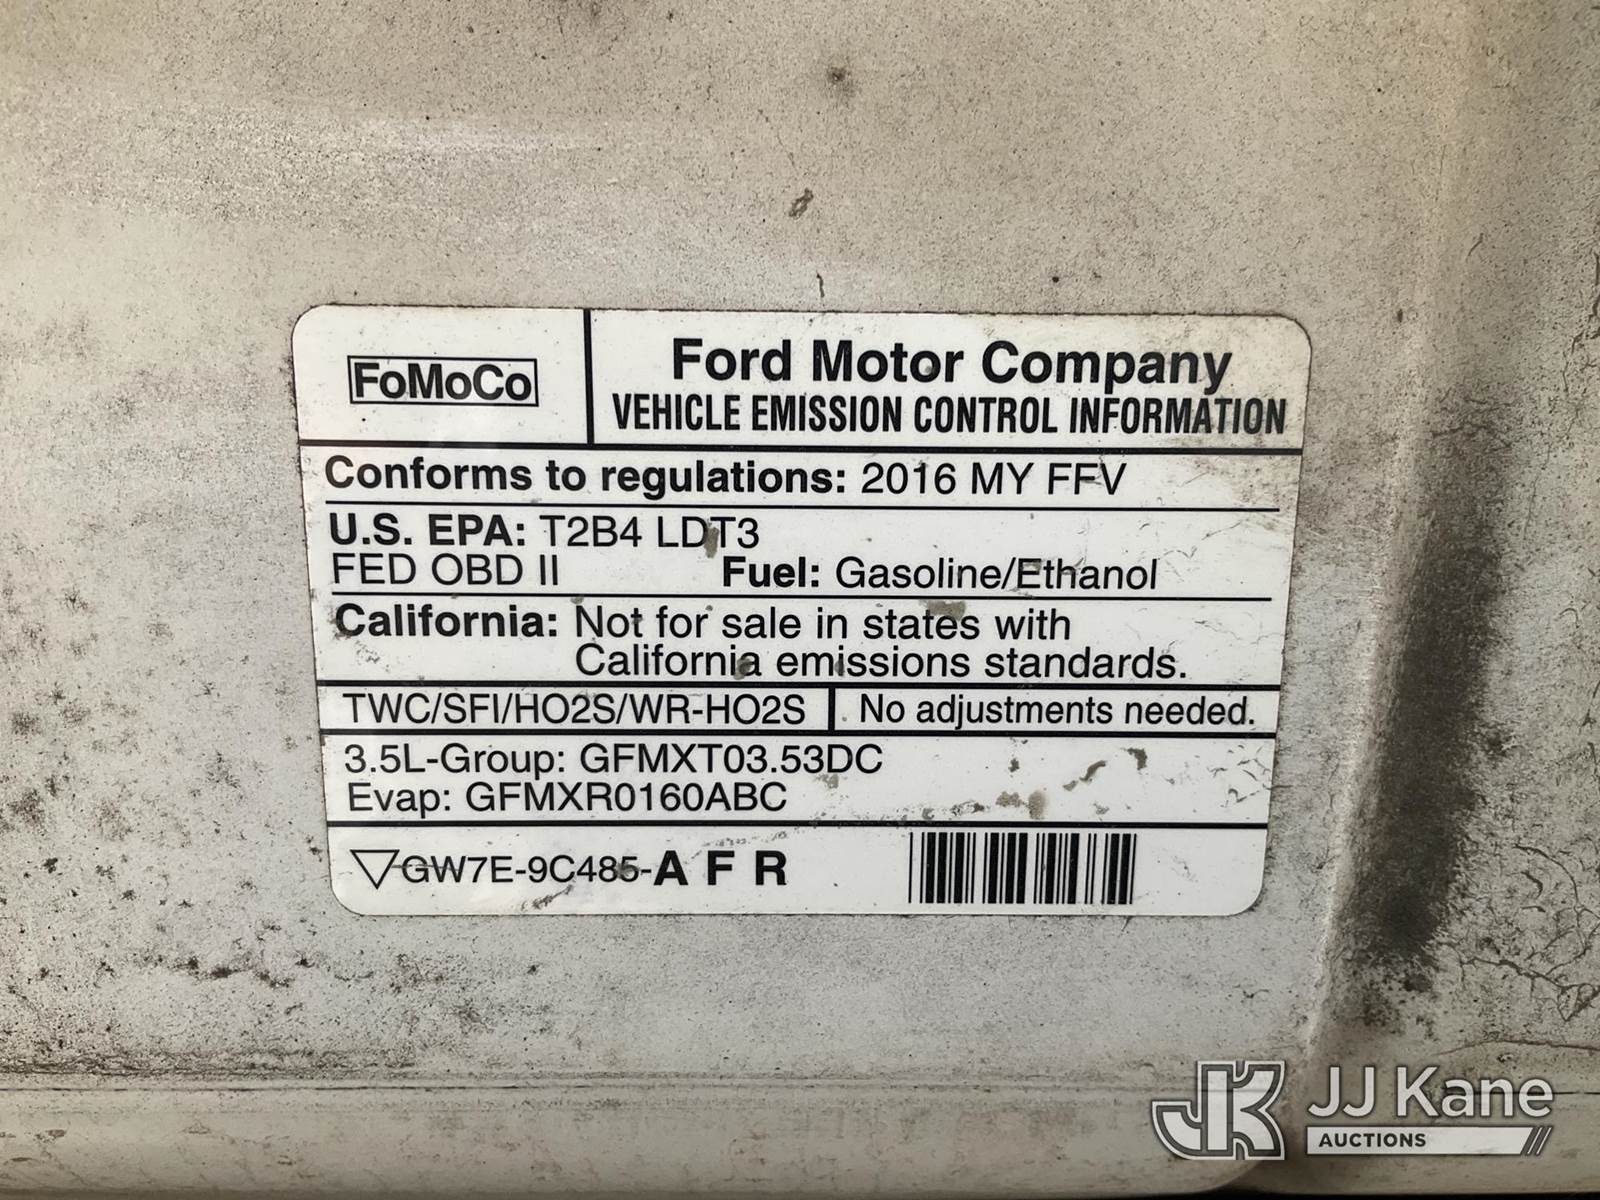 FoMoCo
Ford Motor Company
VEHICLE EMISSION CONTROL INFORMATION
Conforms to regulations: 2016 MY FFV
U.S. EPA: T2B4 LDT3
FED OBD II Fuel: Gasoline/Ethanol
California: Not for sale in states with
California emissions standards.
TWC/SFI/HO2S/WR-HO2S No adjustments needed.
3.5L-Group: GFMXT03.53DC
Evap: GFMXR0160ABC
GW7E-9C485-A F R
JK JJ Kane
AUCTIONS